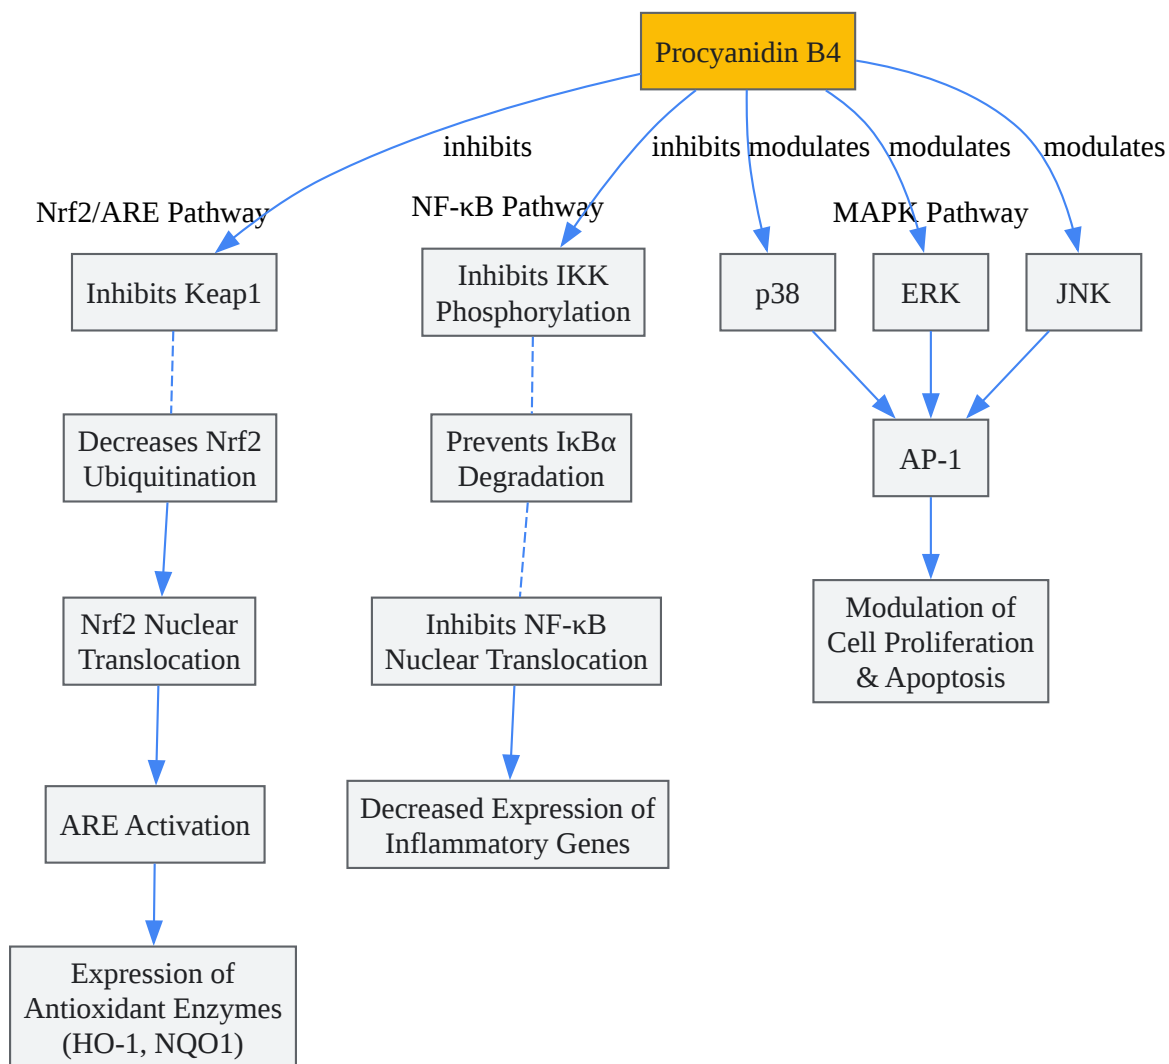 Procyanidin B4
inhibits
inhibits
modulates
modulates
modulates
Nrf2/ARE Pathway
NF-κB Pathway
MAPK Pathway
Inhibits Keap1
Inhibits IKK
Phosphorylation
p38
ERK
JNK
Decreases Nrf2
Ubiquitination
Prevents IκBα
Degradation
AP-1
Nrf2 Nuclear
Translocation
Inhibits NF-κB
Nuclear Translocation
Modulation of
Cell Proliferation
& Apoptosis
ARE Activation
Decreased Expression of
Inflammatory Genes
Expression of
Antioxidant Enzymes
(HO-1, NQO1)